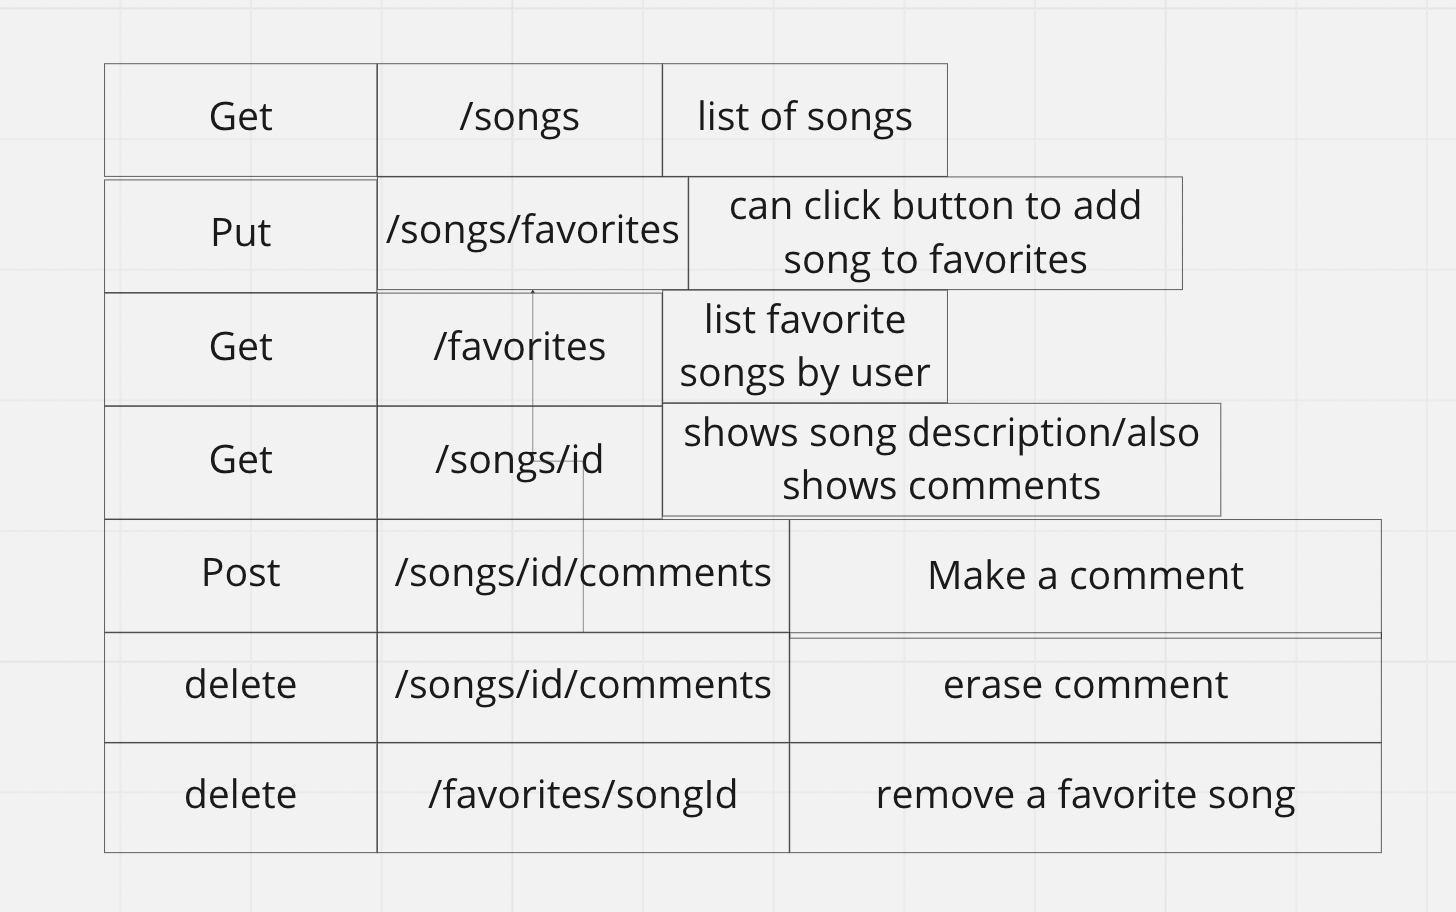 Get /songs list of songs
Put /songs/favorites can click button to add
song to favorites
Get /favorites list favorite
songs by user
Get /songs/id shows song description/also
shows comments
Post /songs/id/comments Make a comment
delete /songs/id/comments erase comment
delete /favorites/songId remove a favorite song